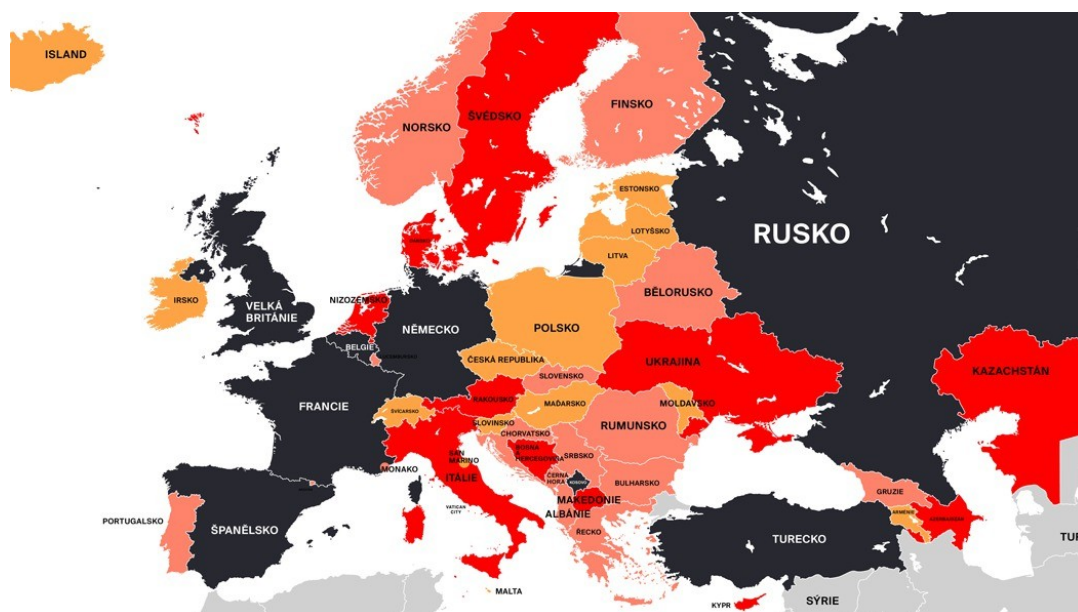 ISLAND
NORSKO
ŠVÉDSKO
FINSKO
ESTONSKO
LOTYŠSKO
LITVA
RUSKO
BĚLORUSKO
IRSKO
VELKÁ
BRITÁNIE
NIZOZEMSKO
BELGIE
NĚMECKO
POLSKO
ČESKÁ REPUBLIKA
SLOVENSKO
UKRAJINA
KAZACHSTÁN
FRANCIE
ŠVÝCARSKO
RAKOUSKO
MAĎARSKO
MOLDAVSKO
SLOVINSKO
CHORVATSKO
RUMUNSKO
BOSNA
HERCEGOVINA
SRBSKO
SAN
MARINO
MONAKO
ITÁLIE
ČERNÁ
HORA
KOSOVO
BULHARSKO
MAKEDONIE
ALBÁNIE
VATICAN
CITY
ŘECKO
PORTUGALSKO
ŠPANĚLSKO
GRUZIE
ARMÉNIE
TURECKO
MALTA
KYPR
SÝRIE
TUR